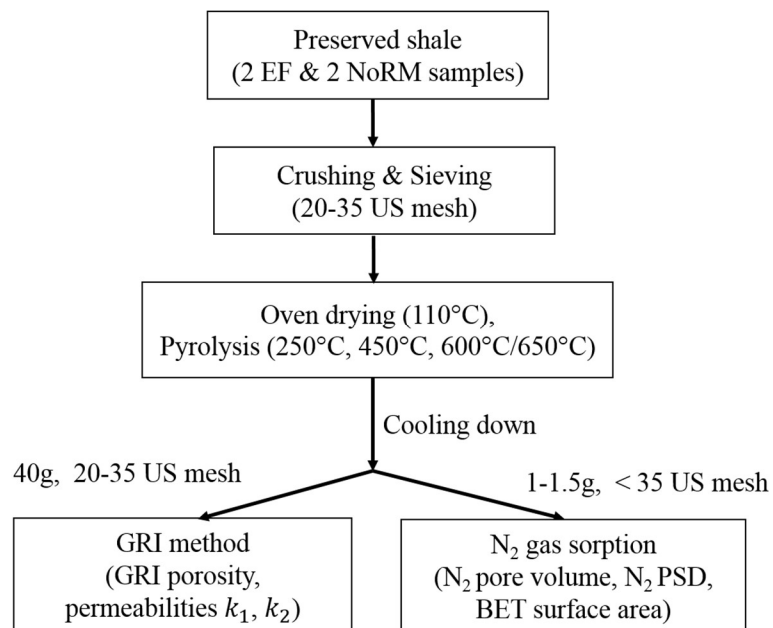 Preserved shale
(2 EF & 2 NoRM samples)
Crushing & Sieving
(20-35 US mesh)
Oven drying (110°C),
Pyrolysis (250°C, 450°C, 600°C/650°C)
Cooling down
40g, 20-35 US mesh
1-1.5g, < 35 US mesh
GRI method
(GRI porosity,
permeabilities k₁, k₂)
N₂ gas sorption
(N₂ pore volume, N₂ PSD,
BET surface area)